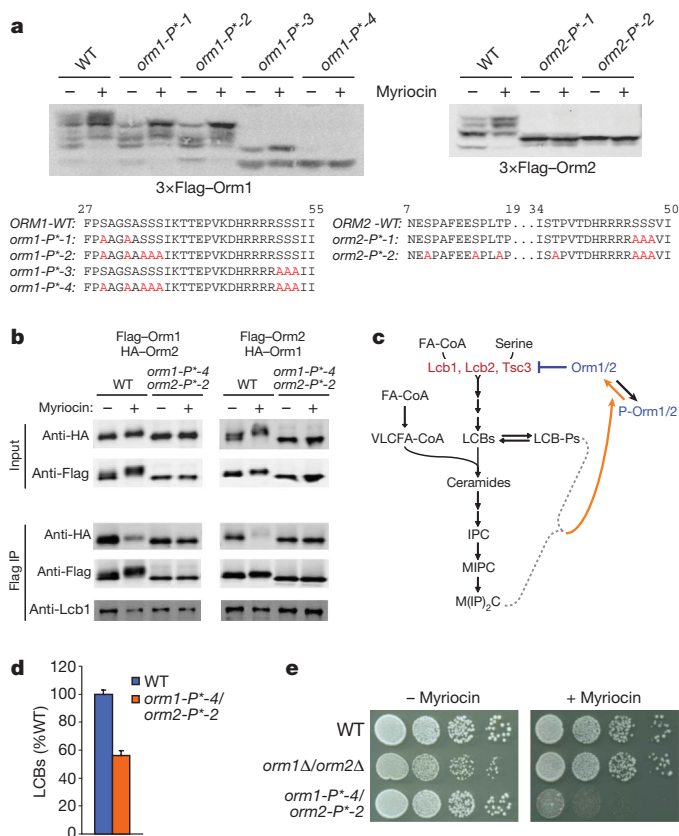 a
WT orm1-P*-1 orm1-P*-2 orm1-P*-3 orm1-P*-4
– + – + – + – + – +
3×Flag–Orm1
Myriocin
WT orm2-P*-1 orm2-P*-2
– + – + – +
3×Flag–Orm2
27 55
ORM1-WT: FPSAGSASSSIKTTEPVKDHRRRRSSSII
orm1-P*-1: FPAAGAASSSIKTTEPVKDHRRRRSSSII
orm1-P*-2: FPAAGAAAAAIKTTEPVKDHRRRRSSSII
orm1-P*-3: FPSAGSASSSIKTTEPVKDHRRRRAAAII
orm1-P*-4: FPAAGAAAAAIKTTEPVKDHRRRRAAAII
7 19 34 50
ORM2 -WT: NESPAFEESPLTP...ISTPVTDHRRRRSSSVI
orm2-P*-1: NESPAFEESPLTP...ISTPVTDHRRRRAAAVI
orm2-P*-2: NEAPAFEEAPLAP...ISAPVTDHRRRRAAAVI
b
Flag–Orm1
HA–Orm2
WT
orm1-P*-4
orm2-P*-2
Flag–Orm2
HA–Orm1
WT
orm1-P*-4
orm2-P*-2
Myriocin: – + – + – + – +
Input
Anti-HA
Anti-Flag
Flag IP
Anti-HA
Anti-Flag
Anti-Lcb1
c
FA-CoA Serine
Lcb1, Lcb2, Tsc3
Orm1/2
P-Orm1/2
FA-CoA
VLCFA-CoA
LCBs
LCB-Ps
Ceramides
IPC
MIPC
M(IP)2C
d
LCBs (%WT)
120
100
80
60
40
20
0
WT
orm1-P*-4/
orm2-P*-2
e
– Myriocin + Myriocin
WT
orm1Δ/orm2Δ
orm1-P*-4/
orm2-P*-2